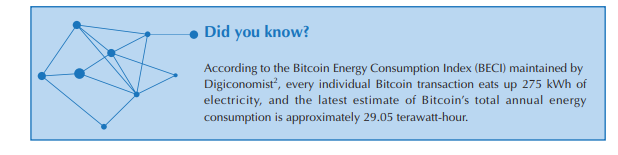 Did you know?
According to the Bitcoin Energy Consumption Index (BECI) maintained by
Digiconomist², every individual Bitcoin transaction eats up 275 kWh of
electricity, and the latest estimate of Bitcoin’s total annual energy
consumption is approximately 29.05 terawatt-hour.